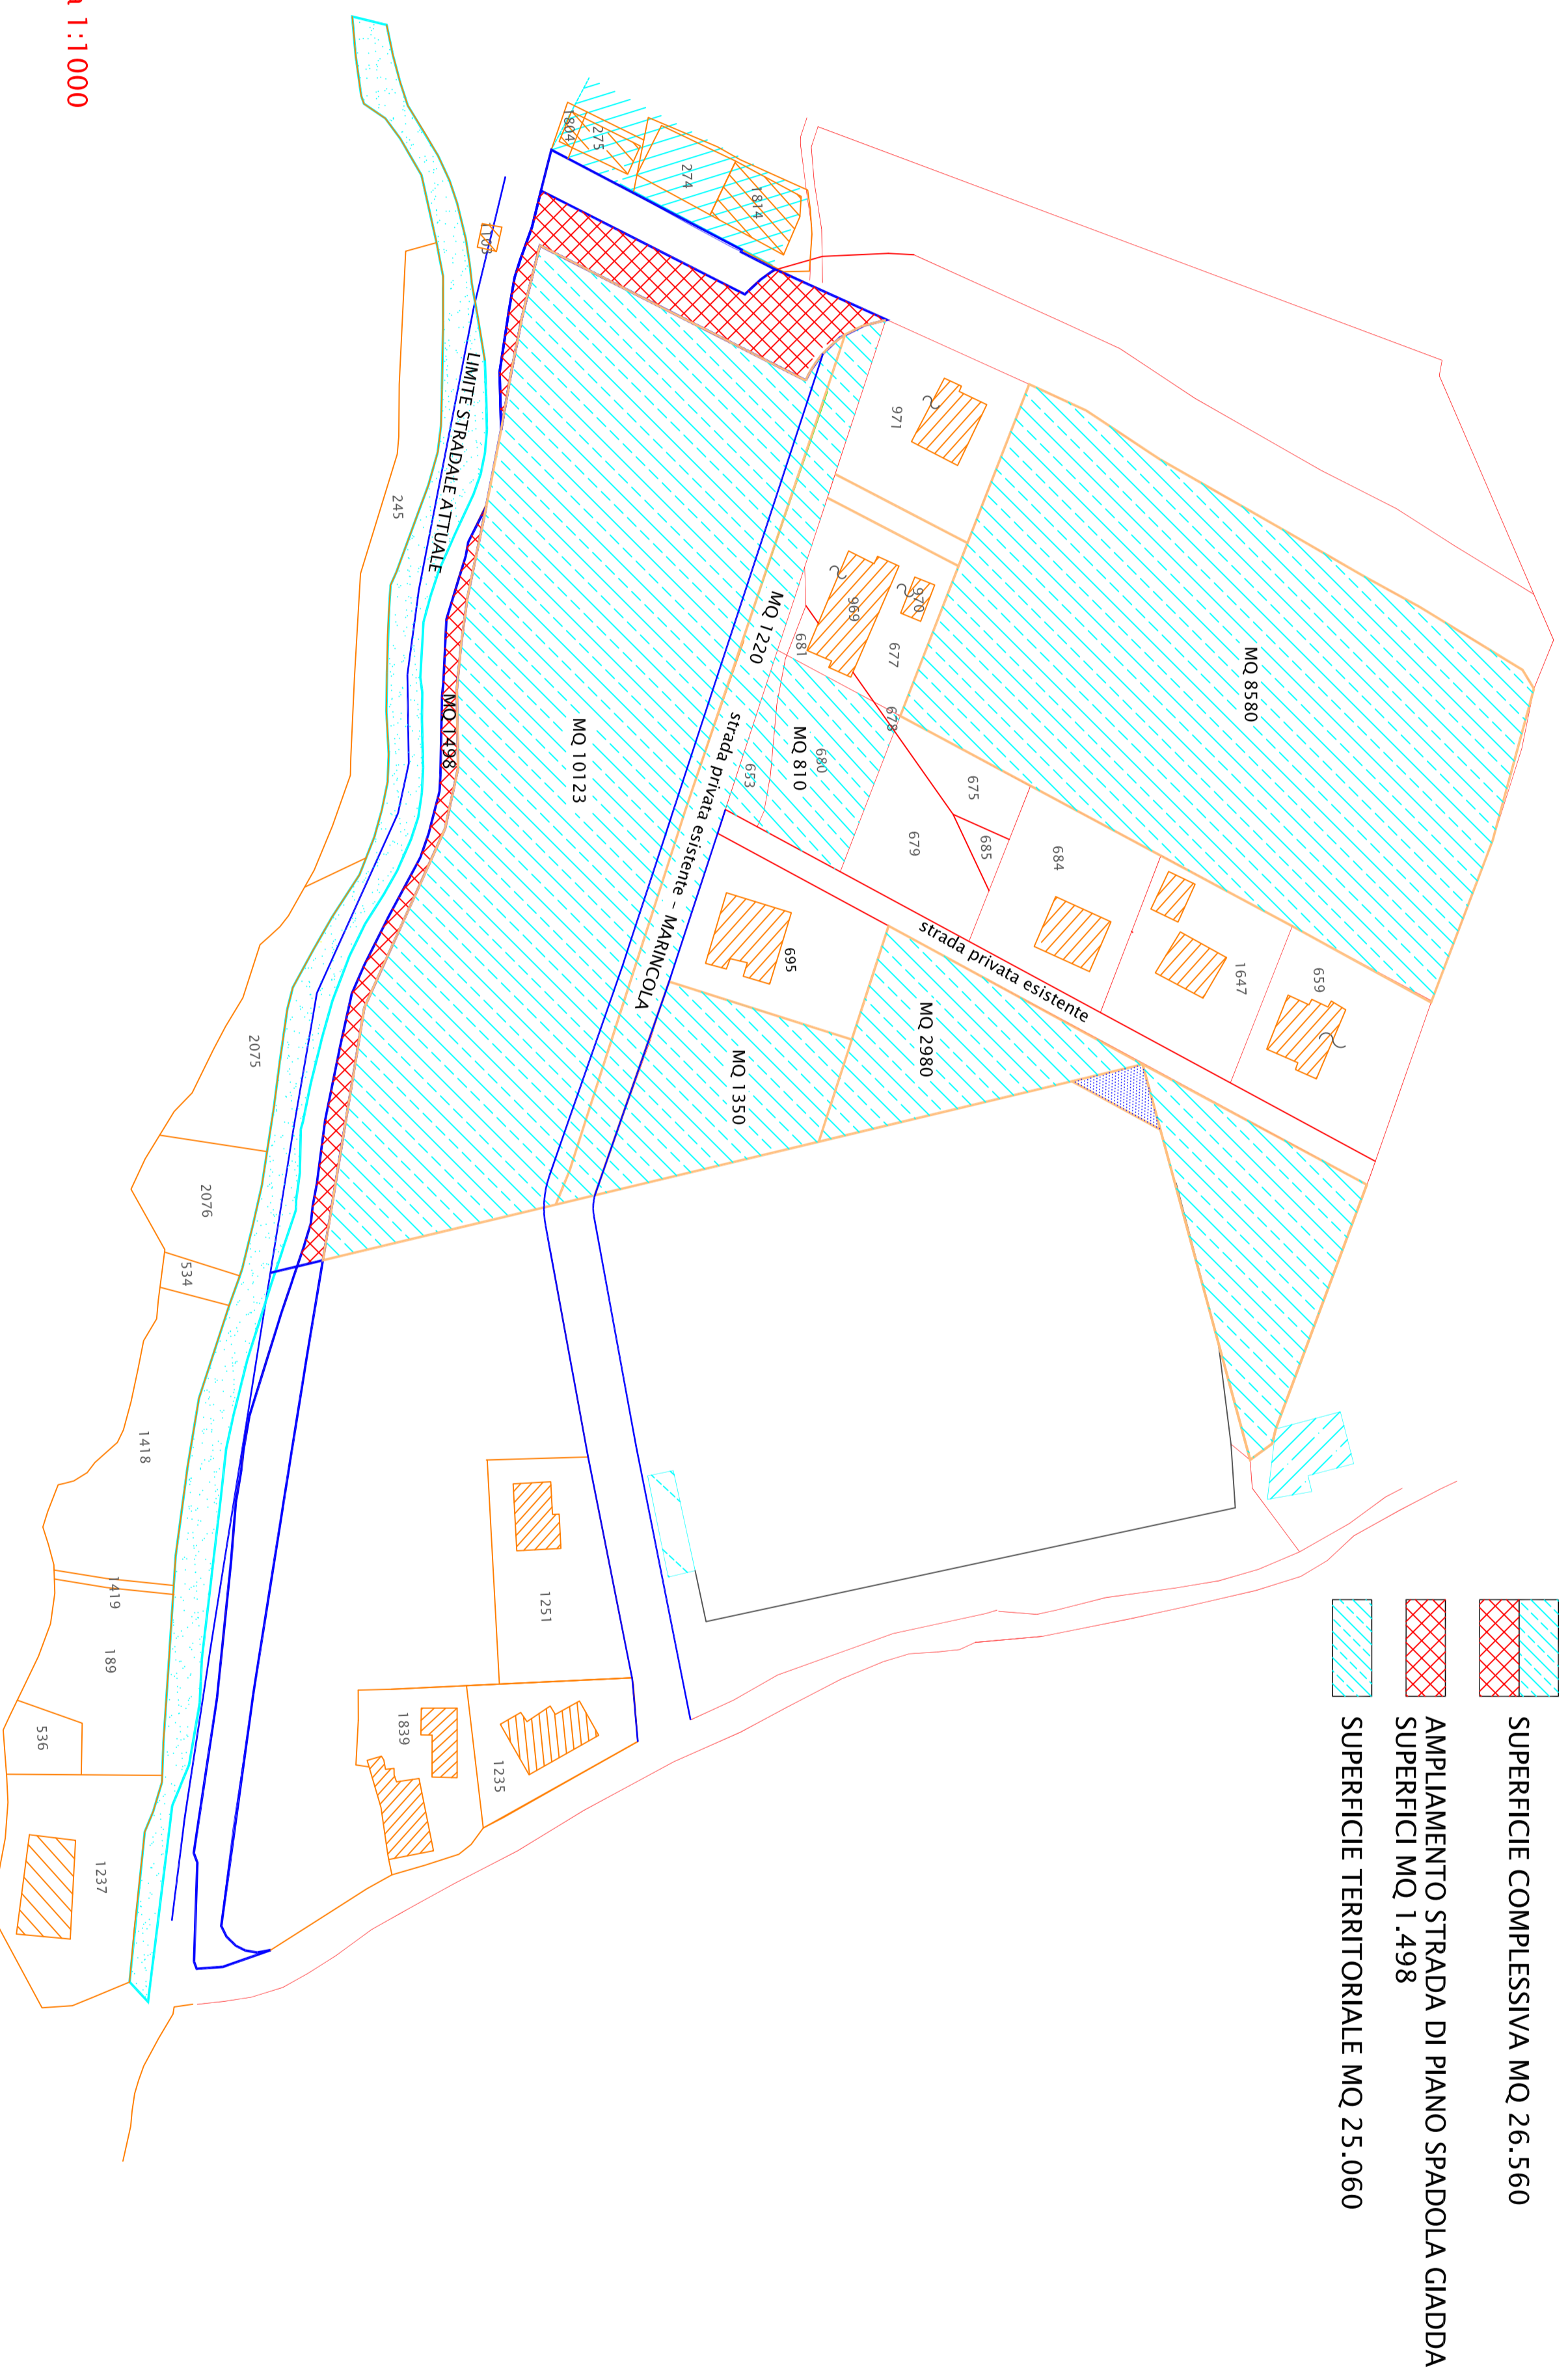 SUPERFICIE COMPLESSIVA MQ 26.560
AMPLIAMENTO STRADA DI PIANO SPADOLA GIADDA
SUPERFICI MQ 1.498
SUPERFICIE TERRITORIALE MQ 25.060
MQ 8580
659
1647
684
685
675
MQ 2980
679
970
971
677
678
969
681
680
MQ 810
695
653
MQ 1220
strada privata esistente
strada privata esistente - MARINCOLA
MQ 1350
1814
274
275
1804
MQ 10123
1251
1235
1103
LIMITE STRADALE ATTUALE
MQ 1498
1839
245
2075
2076
534
1418
1419
189
1237
536
1:1000